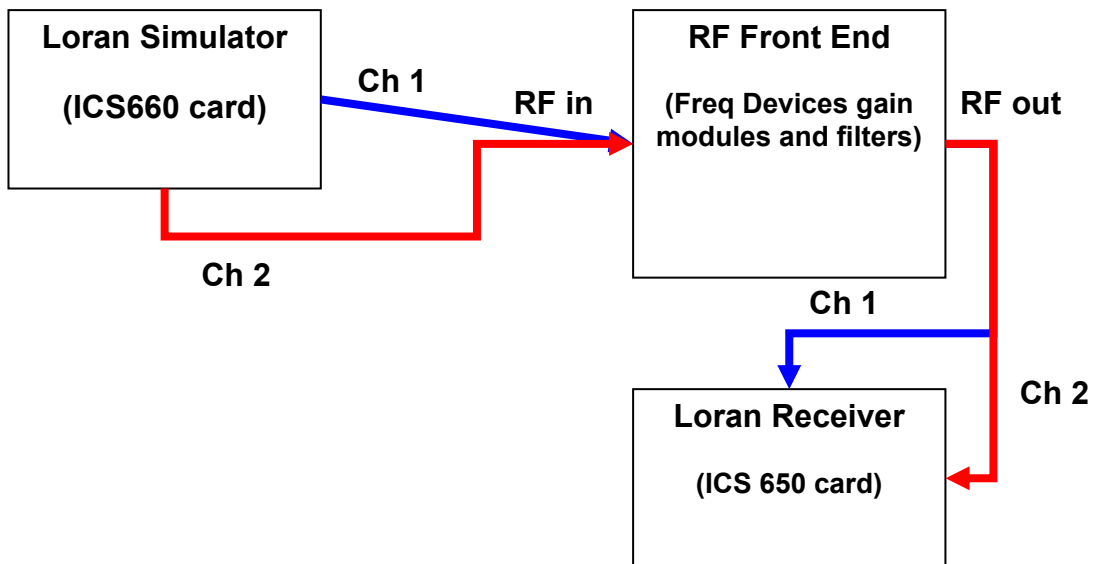 Loran Simulator
(ICS660 card)
Ch 1
RF in
Ch 2
RF Front End
(Freq Devices gain
modules and filters)
RF out
Ch 1
Ch 2
Loran Receiver
(ICS 650 card)